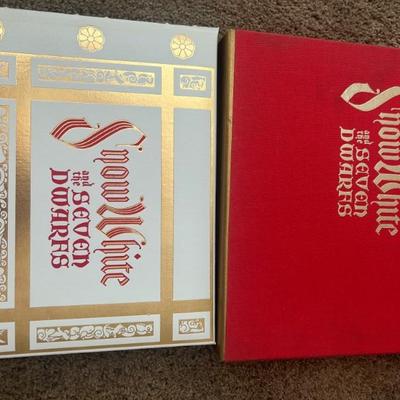 Snow White
and the
Seven
Dwarfs
Snow White
and the
Seven
Dwarfs